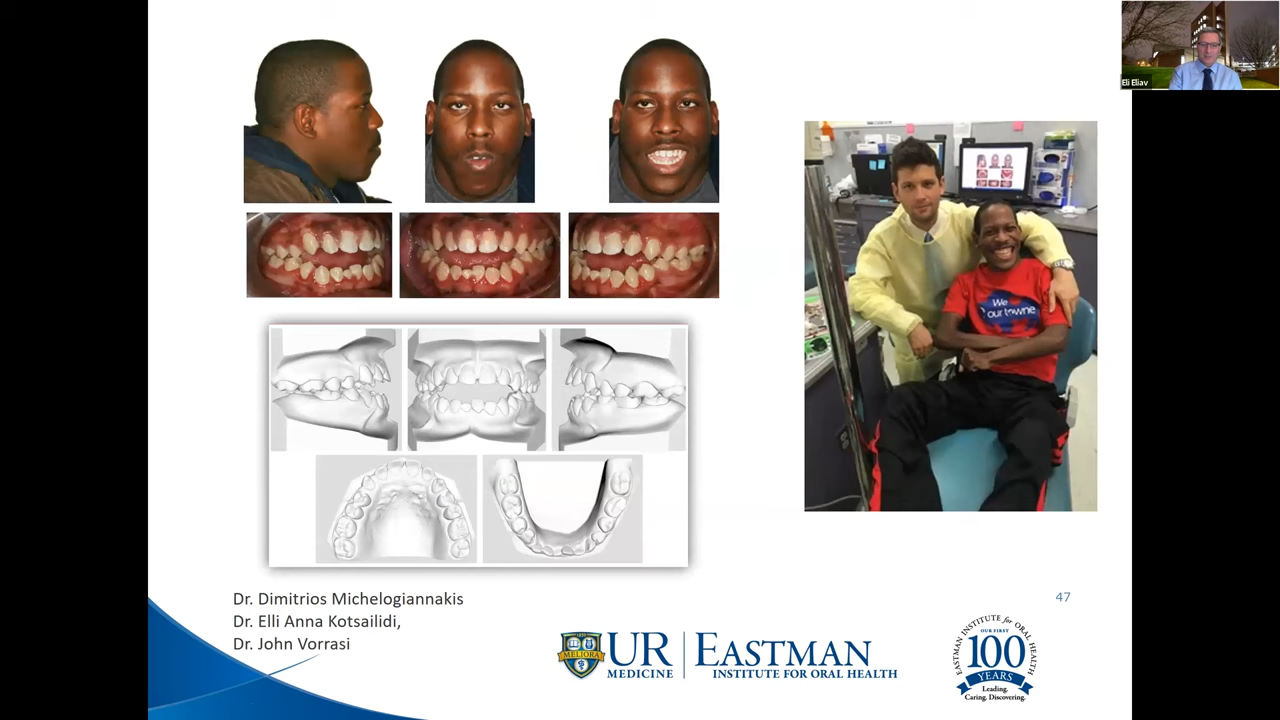 Eli Eliav
We
our towne
Dr. Dimitrios Michelogiannakis
Dr. Elli Anna Kotsailidi,
Dr. John Vorrasi
47
MELIORA
UR
MEDICINE
EASTMAN
INSTITUTE FOR ORAL HEALTH
EASTMAN INSTITUTE for ORAL HEALTH
OUR FIRST
100
YEARS
Leading.
Caring. Discovering.